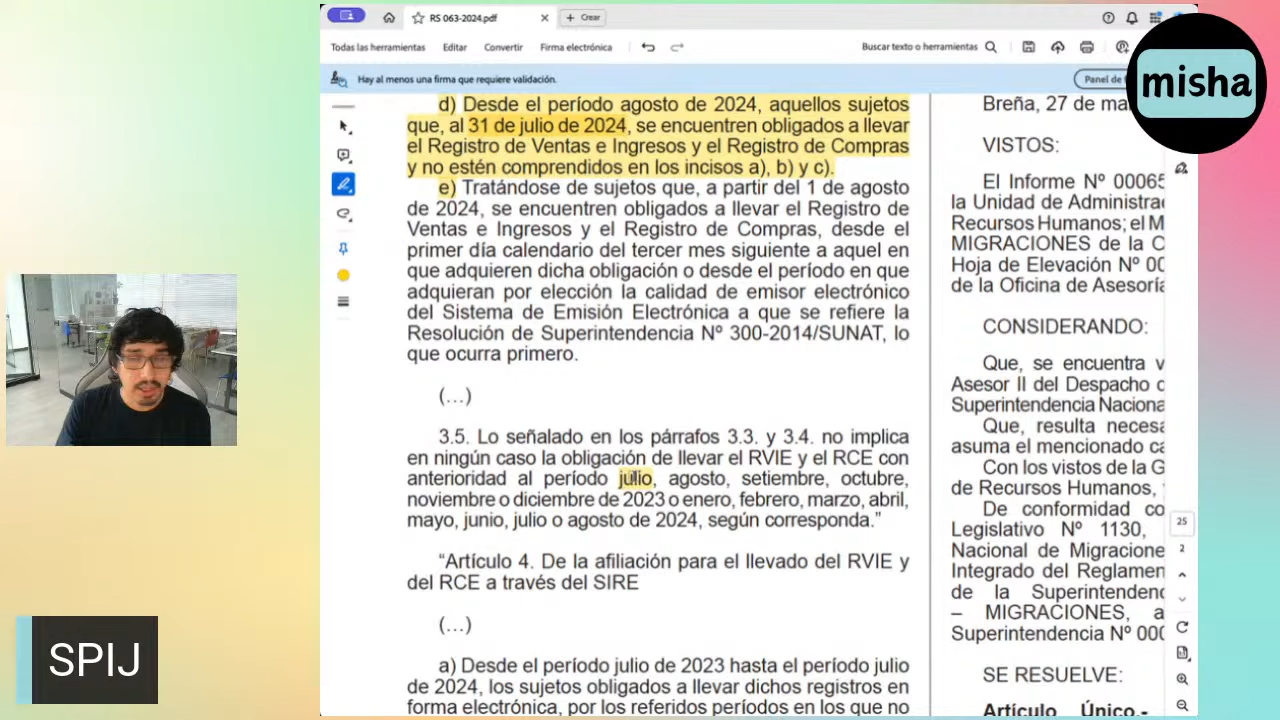 RS 063-2024.pdf
Crear
Todas las herramientas
Editar
Convertir
Firma electrónica
Buscar texto o herramientas
Hay al menos una firma que requiere validación.
Panel de
misha
d) Desde el período agosto de 2024, aquellos sujetos
que, al 31 de julio de 2024, se encuentren obligados a llevar
el Registro de Ventas e Ingresos y el Registro de Compras
y no estén comprendidos en los incisos a), b) y c).
e) Tratándose de sujetos que, a partir del 1 de agosto
de 2024, se encuentren obligados a llevar el Registro de
Ventas e Ingresos y el Registro de Compras, desde el
primer día calendario del tercer mes siguiente a aquel en
que adquieren dicha obligación o desde el período en que
adquieran por elección la calidad de emisor electrónico
del Sistema de Emisión Electrónica a que se refiere la
Resolución de Superintendencia Nº 300-2014/SUNAT, lo
que ocurra primero.
(...)
3.5. Lo señalado en los párrafos 3.3. y 3.4. no implica
en ningún caso la obligación de llevar el RVIE y el RCE con
anterioridad al período julio, agosto, setiembre, octubre,
noviembre o diciembre de 2023 o enero, febrero, marzo, abril,
mayo, junio, julio o agosto de 2024, según corresponda.”
“Artículo 4. De la afiliación para el llevado del RVIE y
del RCE a través del SIRE
(...)
a) Desde el período julio de 2023 hasta el período julio
de 2024, los sujetos obligados a llevar dichos registros en
forma electrónica, por los referidos períodos en los que no
Breña, 27 de ma
VISTOS:
El Informe Nº 00065
la Unidad de Administra
Recursos Humanos; el M
MIGRACIONES de la O
Hoja de Elevación Nº 00
de la Oficina de Asesoría
CONSIDERANDO:
Que, se encuentra v
Asesor II del Despacho d
Superintendencia Naciona
Que, resulta necesa
asuma el mencionado ca
Con los vistos de la G
de Recursos Humanos,
De conformidad co
Legislativo Nº 1130,
Nacional de Migracione
Integrado del Reglamen
de la Superintendenc
– MIGRACIONES, a
Superintendencia Nº 000
SE RESUELVE:
Artículo Único.-
25
2
SPIJ